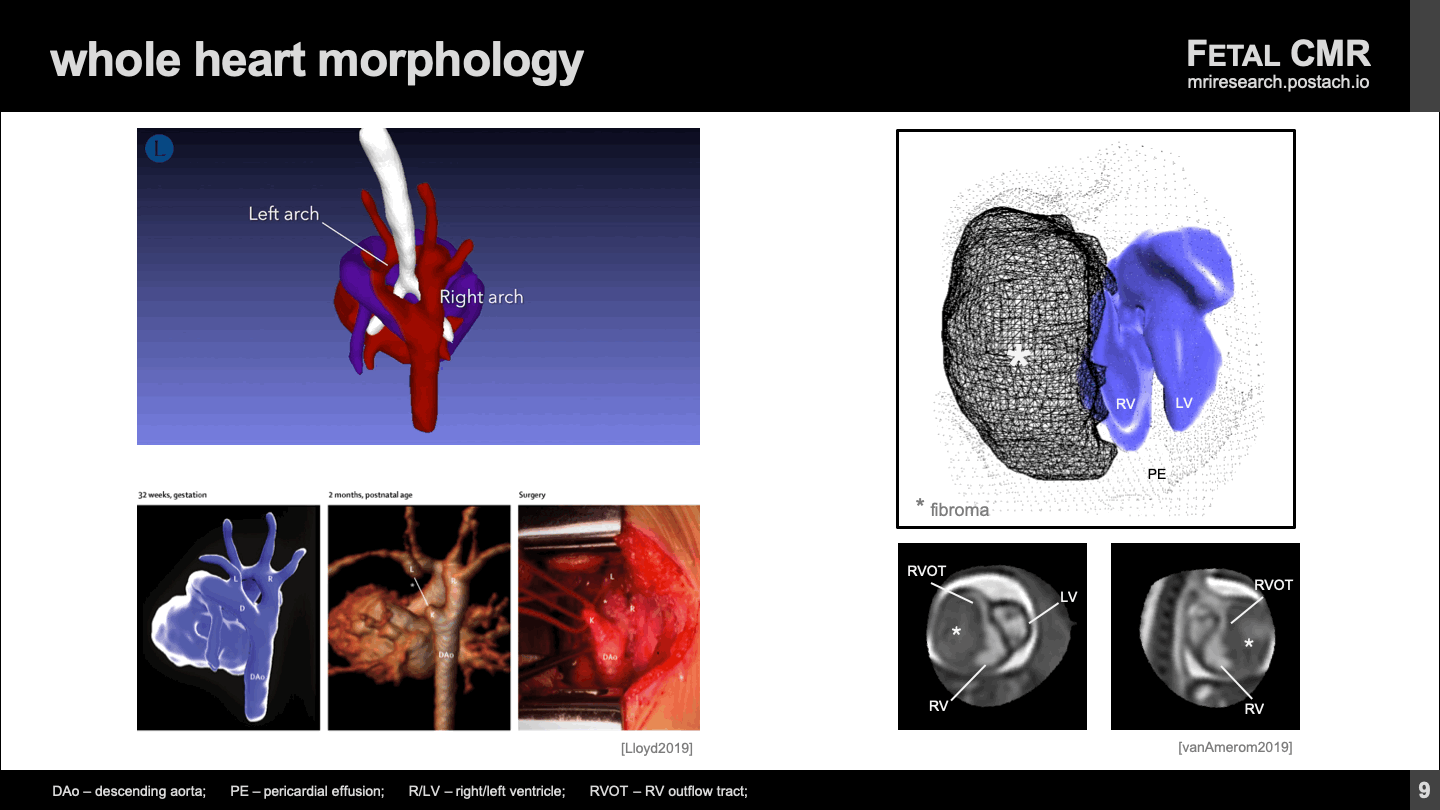 whole heart morphology
FETAL CMR
mriresearch.postach.io
L
Left arch
Right arch
32 weeks, gestation
2 months, postnatal age
Surgery
L
R
D
DAo
L
*
R
K
DAo
L
*
R
K
DAo
[Lloyd2019]
*
RV
LV
PE
* fibroma
RVOT
LV
*
RV
RVOT
*
RV
[vanAmerom2019]
DAo – descending aorta; PE – pericardial effusion; R/LV – right/left ventricle; RVOT – RV outflow tract;
9